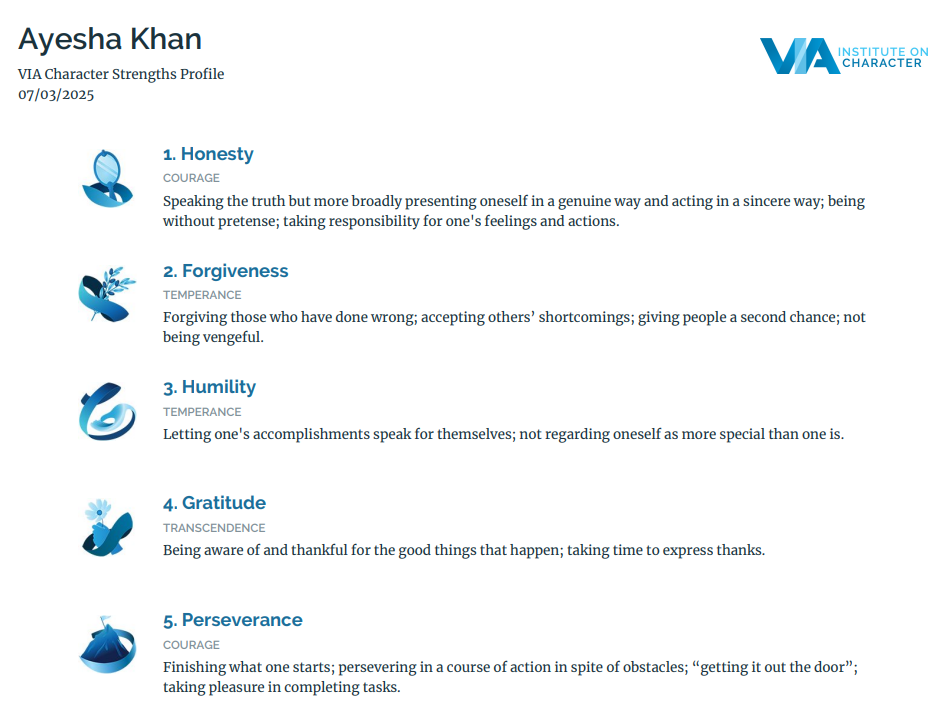 Ayesha Khan
VIA Character Strengths Profile
07/03/2025
VIA INSTITUTE ON
CHARACTER
1. Honesty
COURAGE
Speaking the truth but more broadly presenting oneself in a genuine way and acting in a sincere way; being
without pretense; taking responsibility for one's feelings and actions.
2. Forgiveness
TEMPERANCE
Forgiving those who have done wrong; accepting others’ shortcomings; giving people a second chance; not
being vengeful.
3. Humility
TEMPERANCE
Letting one's accomplishments speak for themselves; not regarding oneself as more special than one is.
4. Gratitude
TRANSCENDENCE
Being aware of and thankful for the good things that happen; taking time to express thanks.
5. Perseverance
COURAGE
Finishing what one starts; persevering in a course of action in spite of obstacles; “getting it out the door”;
taking pleasure in completing tasks.